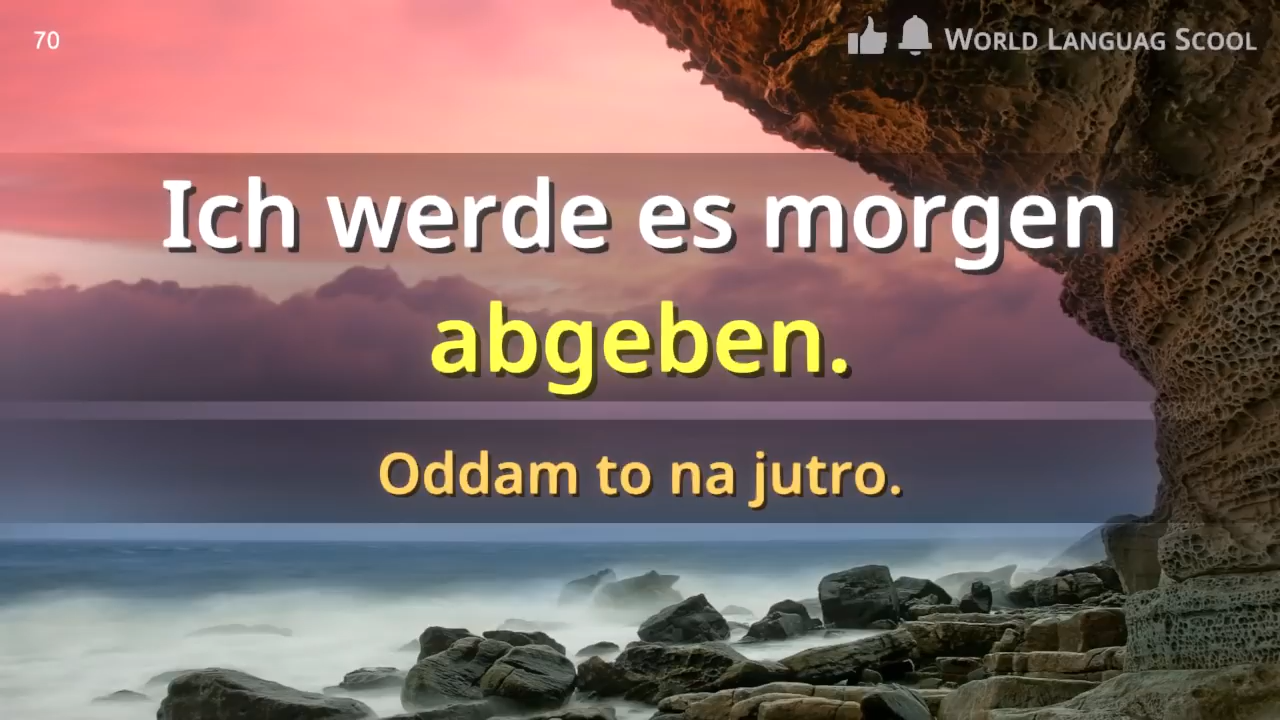 70
World Languag Scool
Ich werde es morgen
abgeben.
Oddam to na jutro.